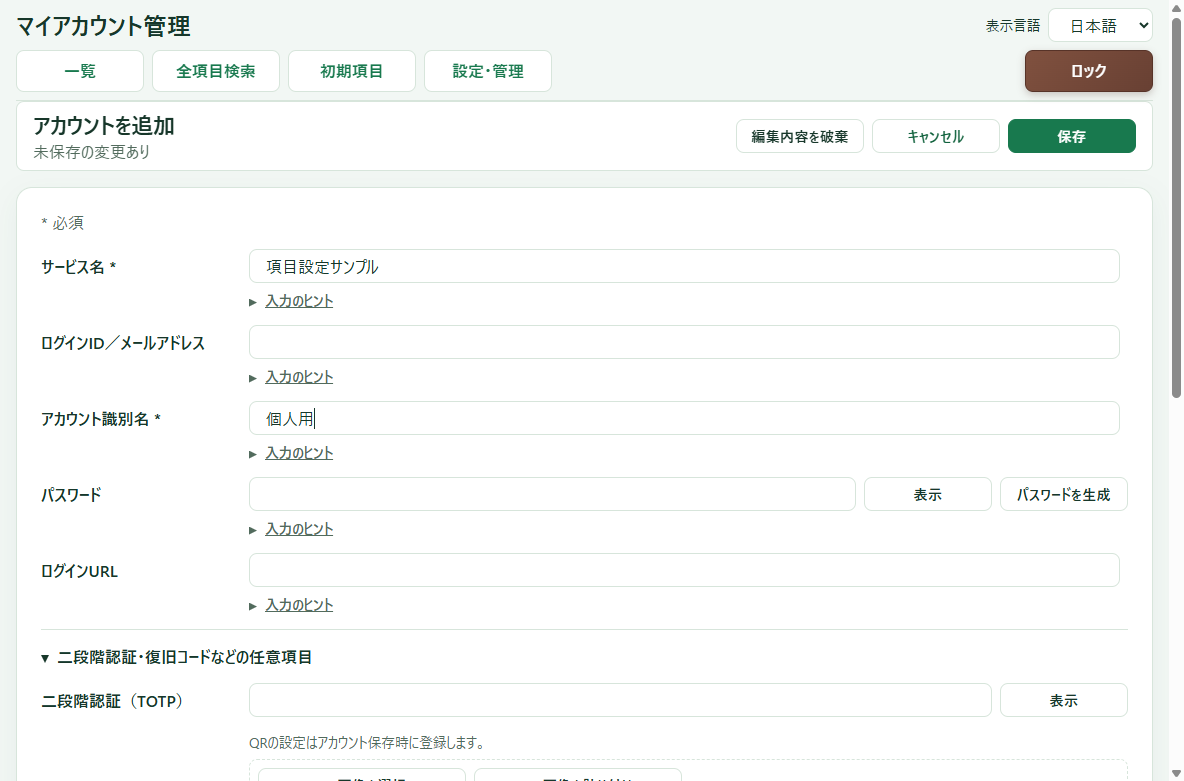 マイアカウント管理
表示言語 日本語
一覧 全項目検索 初期項目 設定・管理 ロック
アカウントを追加
未保存の変更あり
編集内容を破棄 キャンセル 保存
* 必須
サービス名 * 項目設定サンプル
▶ 入力のヒント
ログインID／メールアドレス
▶ 入力のヒント
アカウント識別名 * 個人用
▶ 入力のヒント
パスワード 表示 パスワードを生成
▶ 入力のヒント
ログインURL
▶ 入力のヒント
▼ 二段階認証・復旧コードなどの任意項目
二段階認証（TOTP） 表示
QRの設定はアカウント保存時に登録します。